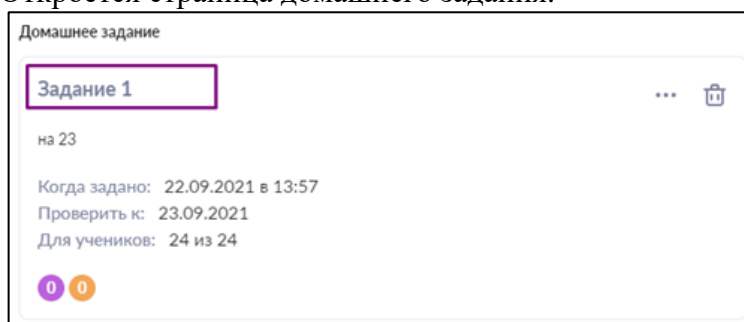 Откроется страница домашнего задания.
Домашнее задание
Задание 1
на 23
Когда задано: 22.09.2021 в 13:57
Проверить к: 23.09.2021
Для учеников: 24 из 24
0 0